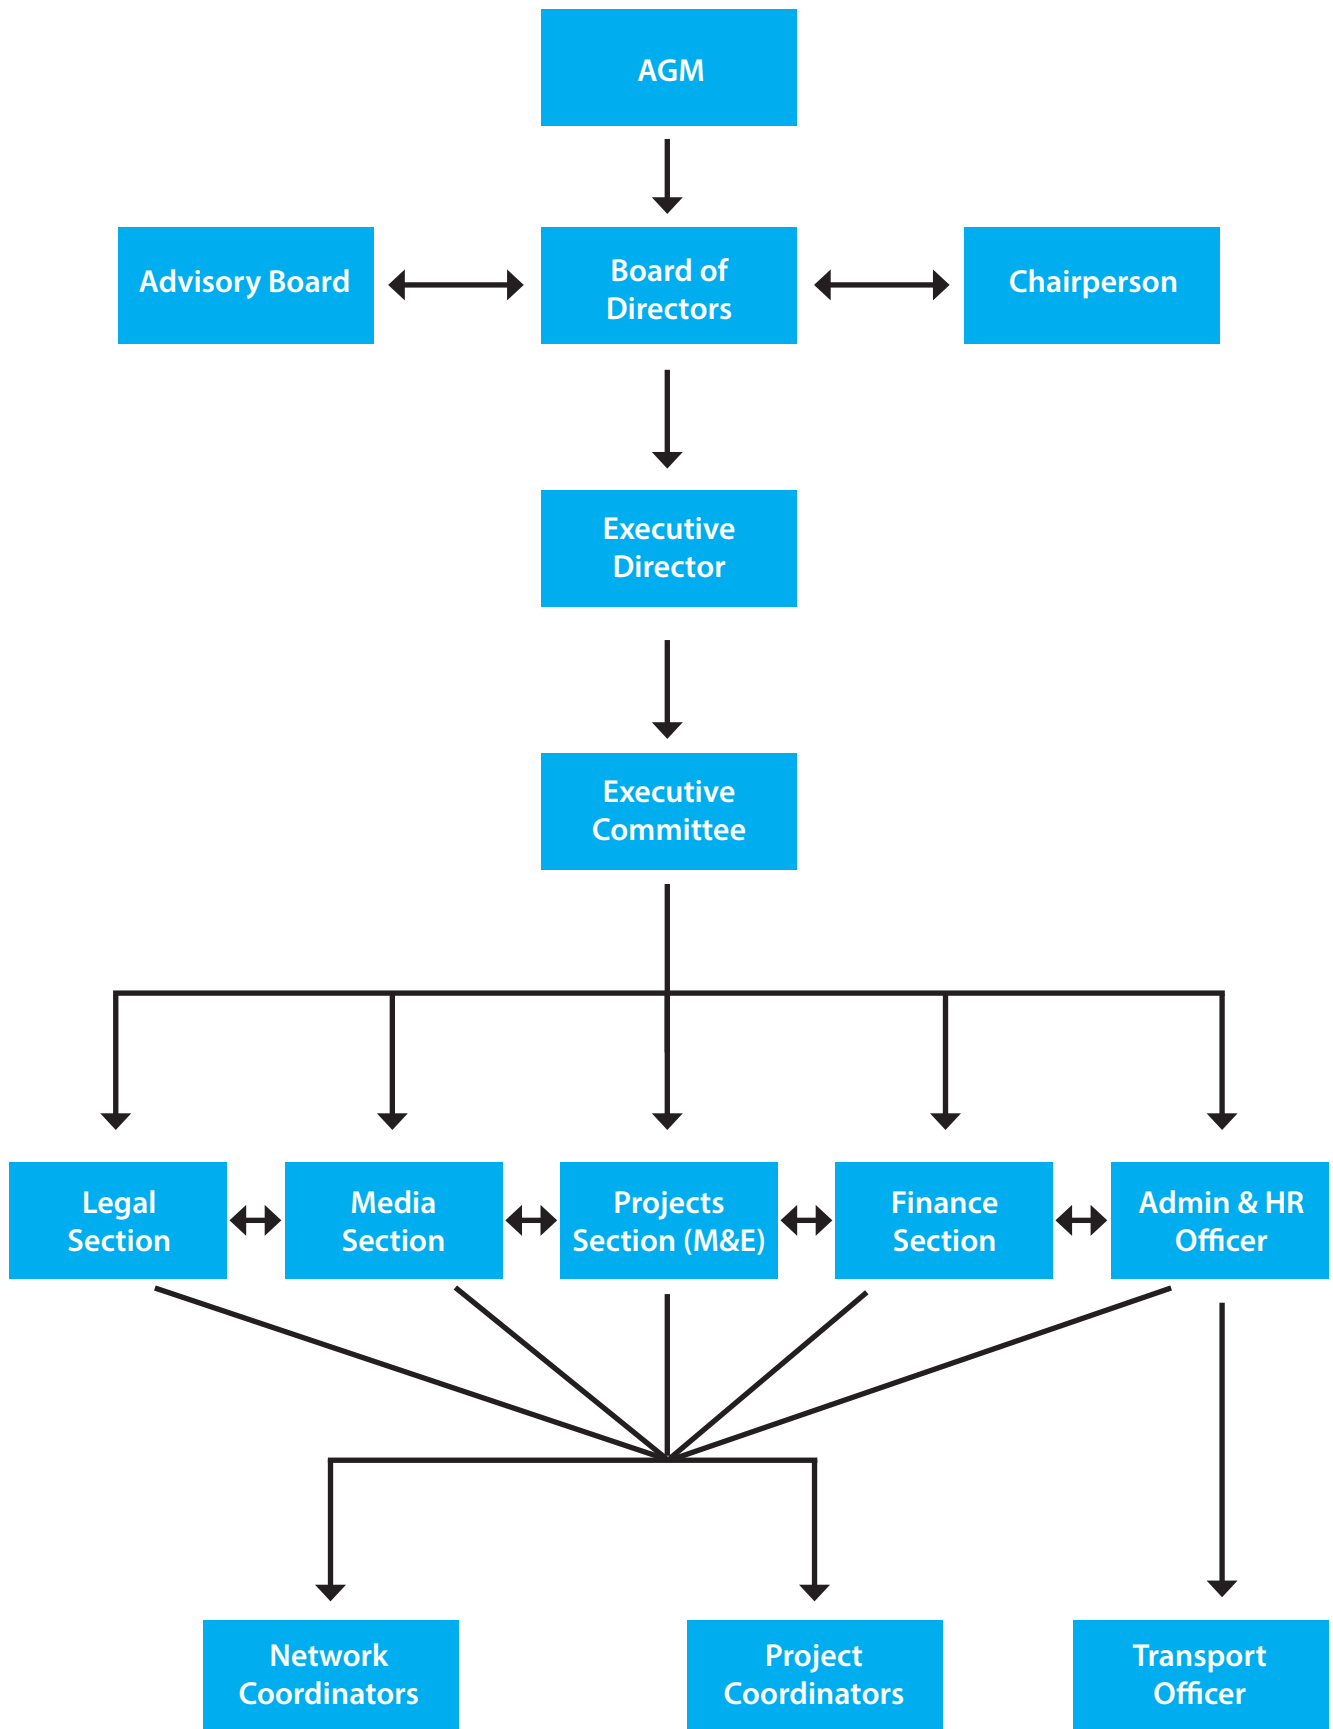 AGM
Advisory Board
Board of
Directors
Chairperson
Executive
Director
Executive
Committee
Legal
Section
Media
Section
Projects
Section (M&E)
Finance
Section
Admin & HR
Officer
Network
Coordinators
Project
Coordinators
Transport
Officer